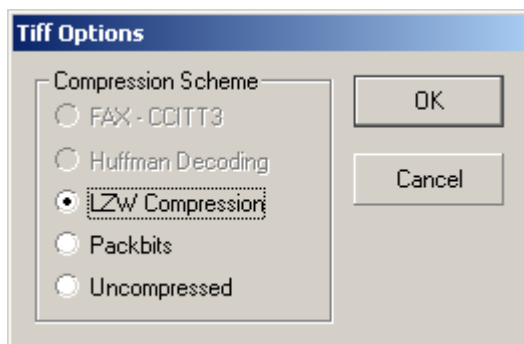 Tiff Options
Compression Scheme
FAX - CCITT3
Huffman Decoding
LZW Compression
Packbits
Uncompressed
OK
Cancel